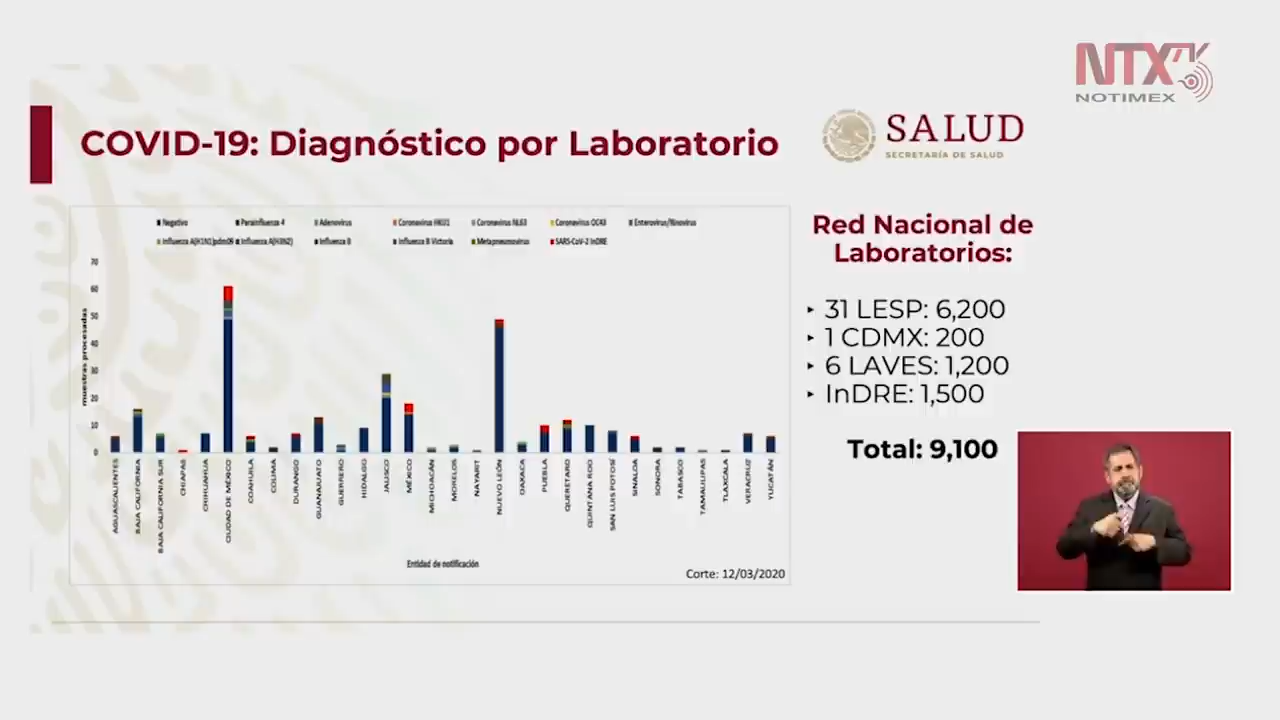 NTX
NOTIMEX
COVID-19: Diagnóstico por Laboratorio
SALUD
SECRETARÍA DE SALUD
Negativo
Parainfluenza 4
Adenovirus
Coronavirus HKU1
Coronavirus NL63
Coronavirus OC43
Enterovirus/Rinovirus
Influenza A(H1N1)pdm09
Influenza A(H3N2)
Influenza B
Influenza B Victoria
Metapneumovirus
SARS-CoV-2 InDRE
70
60
50
40
30
20
10
0
muestras procesadas
AGUASCALIENTES
BAJA CALIFORNIA
BAJA CALIFORNIA SUR
CHIAPAS
CHIHUAHUA
CIUDAD DE MÉXICO
COAHUILA
COLIMA
DURANGO
GUANAJUATO
GUERRERO
HIDALGO
JALISCO
MÉXICO
MICHOACÁN
MORELOS
NAYARIT
NUEVO LEÓN
OAXACA
PUEBLA
QUERETARO
QUINTANA ROO
SAN LUIS POTOSÍ
SINALOA
SONORA
TABASCO
TAMAULIPAS
TLAXCALA
VERACRUZ
YUCATÁN
Entidad de notificación
Corte: 12/03/2020
Red Nacional de
Laboratorios:
‣ 31 LESP: 6,200
‣ 1 CDMX: 200
‣ 6 LAVES: 1,200
‣ InDRE: 1,500
Total: 9,100